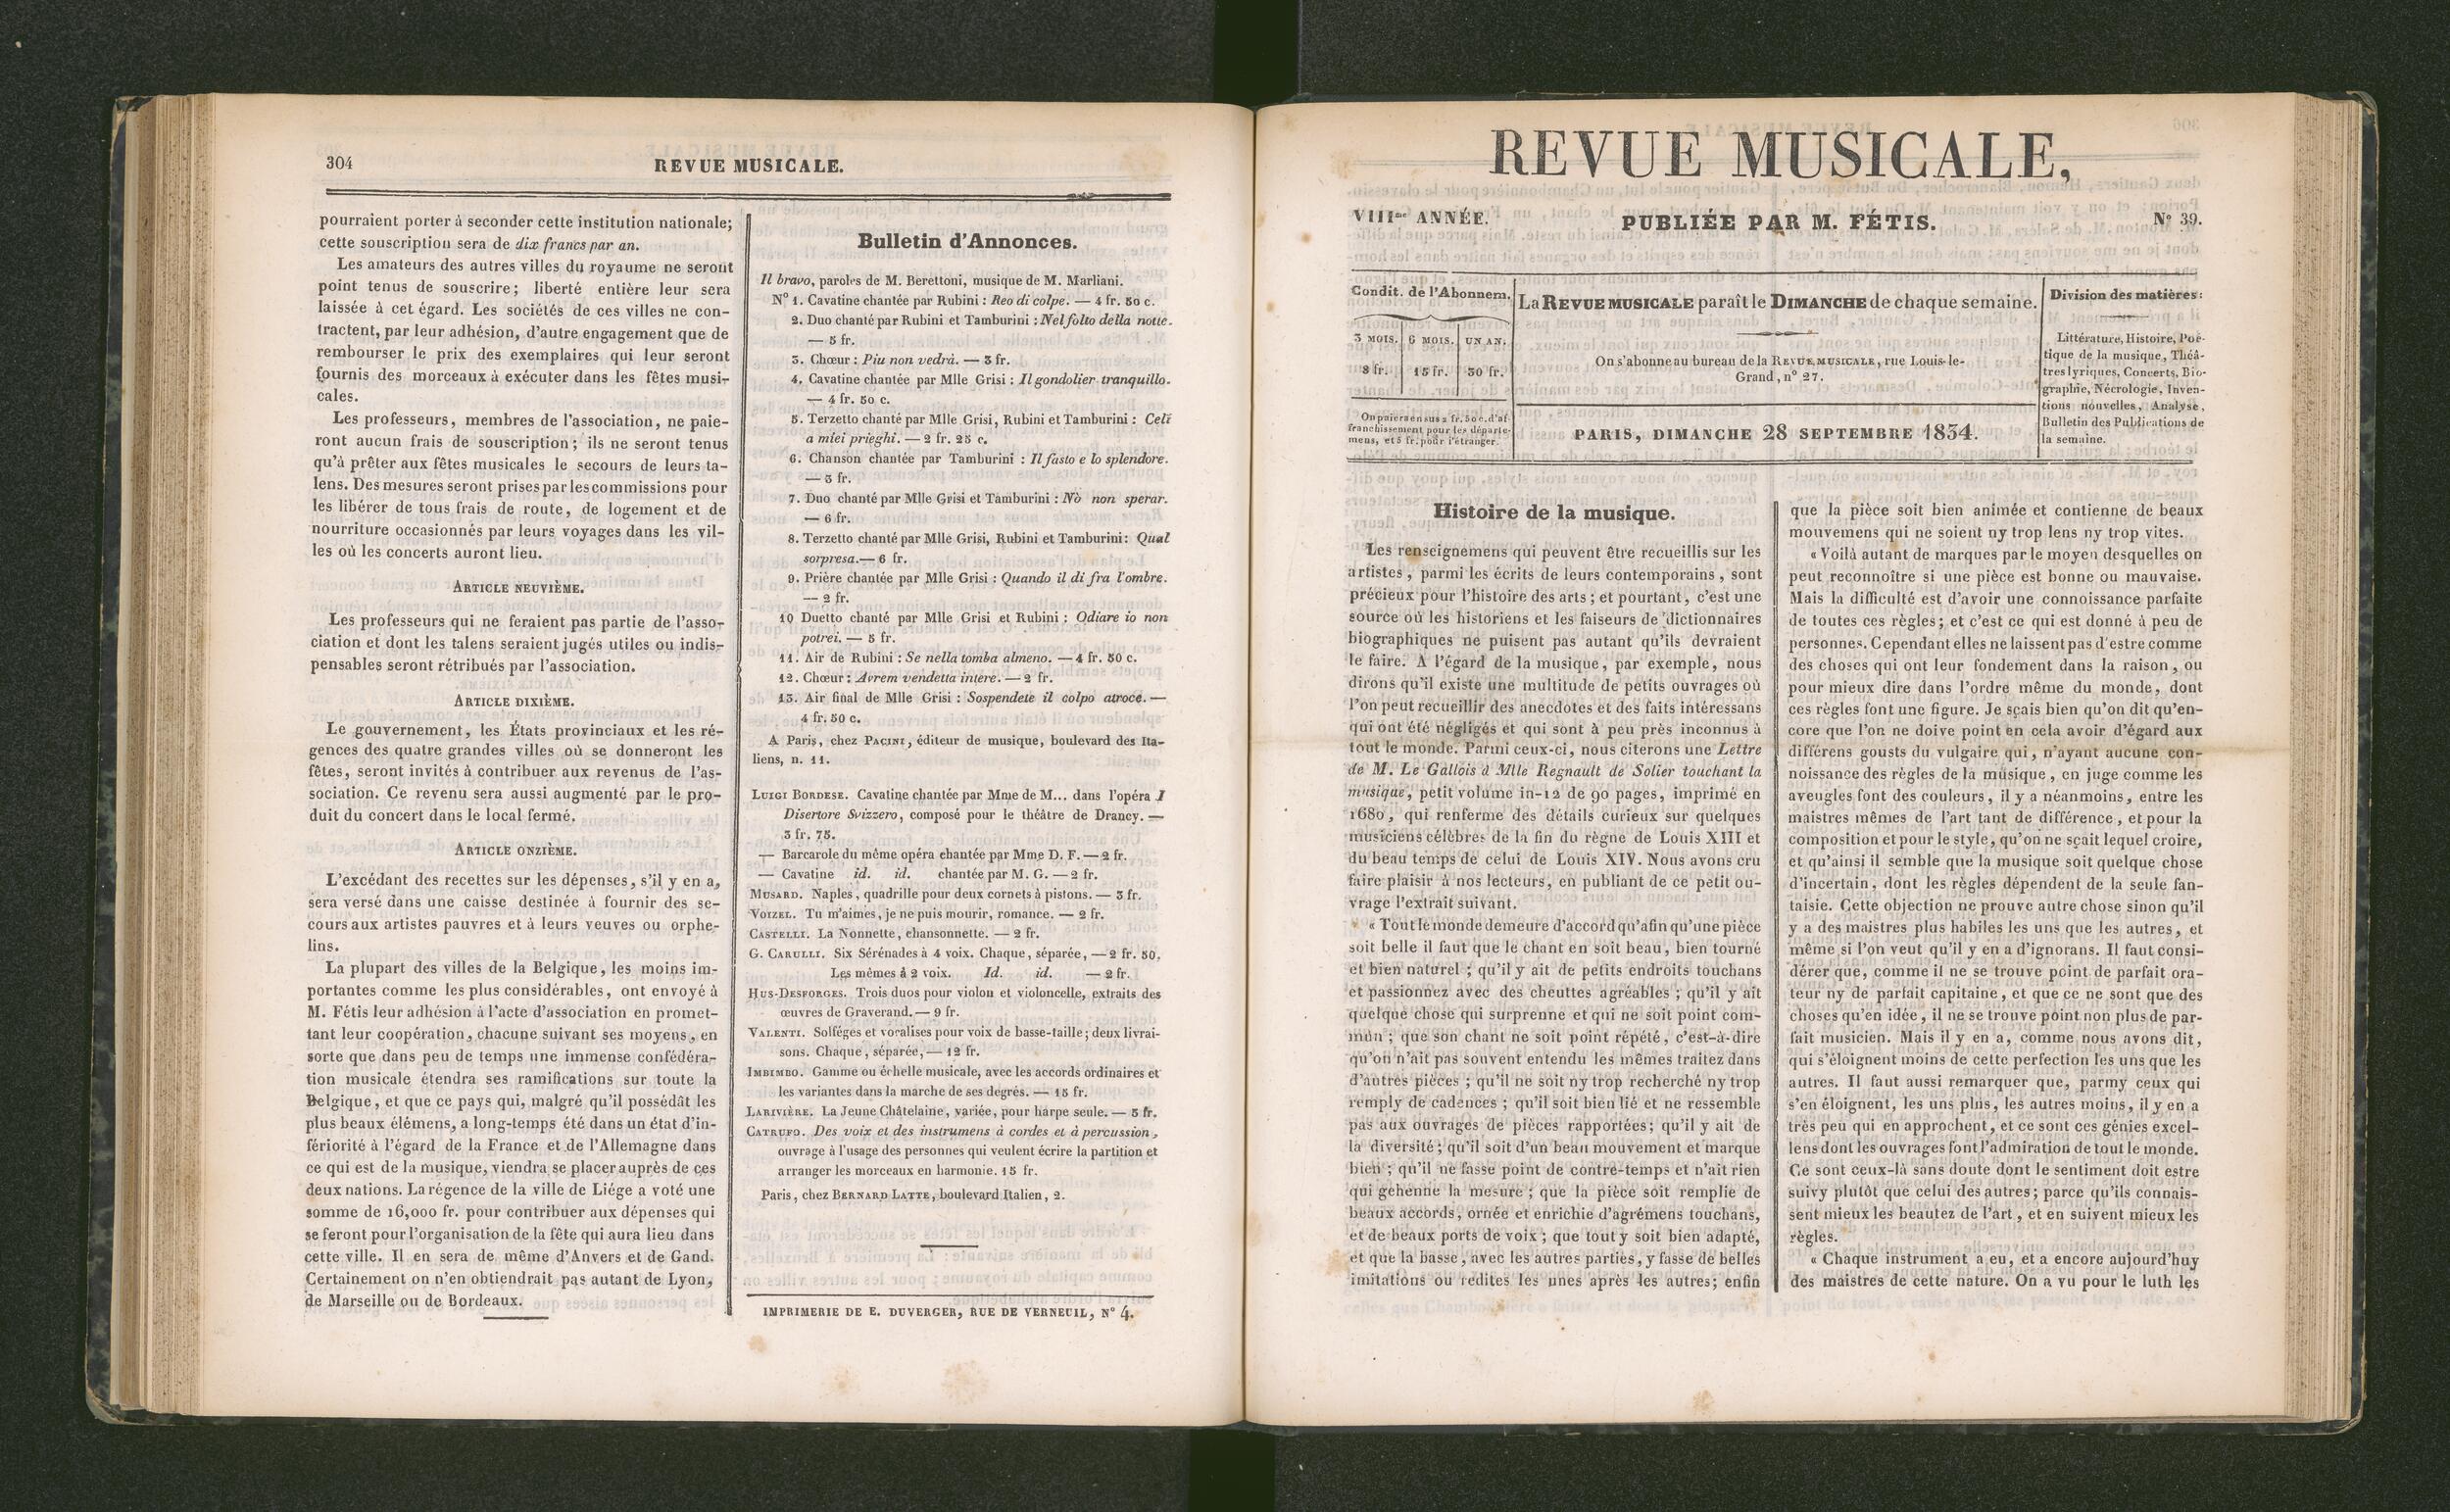 304
REVUE MUSICALE.
pourraient porter à seconder cette institution nationale;
cette souscription sera de dix francs par an.
Les amateurs des autres villes du royaume ne seront
point tenus de souscrire; liberté entière leur sera
laissée à cet égard. Les sociétés de ces villes ne con-
tractent, par leur adhésion, d'autre engagement que de
rembourser le prix des exemplaires qui leur seront
fournis des morceaux à exécuter dans les fêtes musi-
cales.
Les professeurs, membres de l'association, ne paie-
ront aucun frais de souscription; ils ne seront tenus
qu'à prêter aux fêtes musicales le secours de leurs ta-
lens. Des mesures seront prises par les commissions pour
les libérer de tous frais de route, de logement et de
nourriture occasionnés par leurs voyages dans les vil-
les où les concerts auront lieu.
ARTICLE NEUVIÈME.
Les professeurs qui ne feraient pas partie de l'asso-
ciation et dont les talens seraient jugés utiles ou indis-
pensables seront rétribués par l'association.
ARTICLE DIXIÈME.
Le gouvernement, les États provinciaux et les ré-
gences des quatre grandes villes où se donneront les
fêtes, seront invités à contribuer aux revenus de l'as-
sociation. Ce revenu sera aussi augmenté par le pro-
duit du concert dans le local fermé.
ARTICLE ONZIÈME.
L'excédant des recettes sur les dépenses, s'il y en a,
sera versé dans une caisse destinée à fournir des se-
cours aux artistes pauvres et à leurs veuves ou orphe-
lins.
La plupart des villes de la Belgique, les moins im-
portantes comme les plus considérables, ont envoyé à
M. Fétis leur adhésion à l'acte d'association en promet-
tant leur coopération, chacune suivant ses moyens, en
sorte que dans peu de temps une immense confédéra-
tion musicale étendra ses ramifications sur toute la
Belgique, et que ce pays qui, malgré qu'il possédât les
plus beaux élémens, a long-temps été dans un état d'in-
fériorité à l'égard de la France et de l'Allemagne dans
ce qui est de la musique, viendra se placer auprès de ces
deux nations. La régence de la ville de Liége a voté une
somme de 16,000 fr. pour contribuer aux dépenses qui
se feront pour l'organisation de la fête qui aura lieu dans
cette ville. Il en sera de même d'Anvers et de Gand.
Certainement on n'en obtiendrait pas autant de Lyon,
de Marseille ou de Bordeaux.
Bulletin d'Annonces.
Il bravo, paroles de M. Berettoni, musique de M. Marliani.
N° 1. Cavatine chantée par Rubini : Reo di colpe. — 4 fr. 50 c.
2. Duo chanté par Rubini et Tamburini : Nel folto della notte.
— 5 fr.
3. Chœur : Piu non vedrà. — 3 fr.
4. Cavatine chantée par Mlle Grisi : Il gondolier tranquillo.
— 4 fr. 50 c.
5. Terzetto chanté par Mlle Grisi, Rubini et Tamburini : Celi
a miei prieghi. — 2 fr. 25 c.
6. Chanson chantée par Tamburini : Il fasto e lo splendore.
— 3 fr.
7. Duo chanté par Mlle Grisi et Tamburini : Nò non sperar.
— 6 fr.
8. Terzetto chanté par Mlle Grisi, Rubini et Tamburini : Qual
sorpresa. — 6 fr.
9. Prière chantée par Mlle Grisi : Quando il di fra l'ombre.
— 2 fr.
10 Duetto chanté par Mlle Grisi et Rubini : Odiare io non
potrei. — 5 fr.
11. Air de Rubini : Se nella tomba almeno. — 4 fr. 50 c.
12. Chœur : Avrem vendetta intere. — 2 fr.
13. Air final de Mlle Grisi : Sospendete il colpo atroce. —
4 fr. 50 c.
A Paris, chez PACINI, éditeur de musique, boulevard des Ita-
liens, n. 11.
LUIGI BORDESE. Cavatine chantée par Mme de M... dans l'opéra I
Disertore Svizzero, composé pour le théâtre de Drancy. —
3 fr. 75.
— Barcarole du même opéra chantée par Mme D. F. — 2 fr.
— Cavatine id. id. chantée par M. G. — 2 fr.
MUSARD. Naples, quadrille pour deux cornets à pistons. — 3 fr.
VOIZEL. Tu m'aimes, je ne puis mourir, romance. — 2 fr.
CASTELLI. La Nonnette, chansonnette. — 2 fr.
G. CARULLI. Six Sérénades à 4 voix. Chaque, séparée, — 2 fr. 50.
Les mêmes à 2 voix. Id. id. — 2 fr.
HUS-DESFORGES. Trois duos pour violon et violoncelle, extraits des
œuvres de Graverand. — 9 fr.
VALENTI. Solféges et vocalises pour voix de basse-taille; deux livrai-
sons. Chaque, séparée, — 12 fr.
IMBIMBO. Gamme ou échelle musicale, avec les accords ordinaires et
les variantes dans la marche de ses degrés. — 15 fr.
LARIVIÈRE. La Jeune Châtelaine, variée, pour harpe seule. — 5 fr.
CATRUFO. Des voix et des instrumens à cordes et à percussion,
ouvrage à l'usage des personnes qui veulent écrire la partition et
arranger les morceaux en harmonie. 15 fr.
Paris, chez BERNARD LATTE, boulevard Italien, 2.
IMPRIMERIE DE E. DUVERGER, RUE DE VERNEUIL, N° 4.
REVUE MUSICALE,
VIIIme ANNÉE.
PUBLIÉE PAR M. FÉTIS.
N° 39.
Condit. de l'Abonnem.
3 MOIS. 6 MOIS. UN AN.
8 fr. 15 fr. 30 fr.
On paiera en sus 2 fr. 50 c. d'af-
franchissement pour les départe-
mens, et 5 fr. pour l'étranger.
La REVUE MUSICALE paraît le DIMANCHE de chaque semaine.
On s'abonne au bureau de la REVUE MUSICALE, rue Louis-le-
Grand, n° 27.
PARIS, DIMANCHE 28 SEPTEMBRE 1834.
Division des matières:
Littérature, Histoire, Poé-
tique de la musique, Théâ-
tres lyriques, Concerts, Bio-
graphie, Nécrologie, Inven-
tions nouvelles, Analyse,
Bulletin des Publications de
la semaine.
Histoire de la musique.
Les renseignemens qui peuvent être recueillis sur les
artistes, parmi les écrits de leurs contemporains, sont
précieux pour l'histoire des arts; et pourtant, c'est une
source où les historiens et les faiseurs de dictionnaires
biographiques ne puisent pas autant qu'ils devraient
le faire. A l'égard de la musique, par exemple, nous
dirons qu'il existe une multitude de petits ouvrages où
l'on peut recueillir des anecdotes et des faits intéressans
qui ont été négligés et qui sont à peu près inconnus à
tout le monde. Parmi ceux-ci, nous citerons une Lettre
de M. Le Gallois à Mlle Regnault de Solier touchant la
musique, petit volume in-12 de 90 pages, imprimé en
1680, qui renferme des détails curieux sur quelques
musiciens célèbres de la fin du règne de Louis XIII et
du beau temps de celui de Louis XIV. Nous avons cru
faire plaisir à nos lecteurs, en publiant de ce petit ou-
vrage l'extrait suivant.
« Tout le monde demeure d'accord qu'afin qu'une pièce
soit belle il faut que le chant en soit beau, bien tourné
et bien naturel; qu'il y ait de petits endroits touchans
et passionnez avec des cheuttes agréables; qu'il y ait
quelque chose qui surprenne et qui ne soit point com-
mun; que son chant ne soit point répété, c'est-à-dire
qu'on n'ait pas souvent entendu les mêmes traitez dans
d'autres pièces; qu'il ne soit ny trop recherché ny trop
remply de cadences; qu'il soit bien lié et ne ressemble
pas aux ouvrages de pièces rapportées; qu'il y ait de
la diversité; qu'il soit d'un beau mouvement et marque
bien; qu'il ne fasse point de contre-temps et n'ait rien
qui gehenne la mesure; que la pièce soit remplie de
beaux accords, ornée et enrichie d'agrémens touchans,
et de beaux ports de voix; que tout y soit bien adapté,
et que la basse, avec les autres parties, y fasse de belles
imitations ou redites les unes après les autres; enfin
que la pièce soit bien animée et contienne de beaux
mouvemens qui ne soient ny trop lens ny trop vites.
« Voilà autant de marques par le moyen desquelles on
peut reconnoître si une pièce est bonne ou mauvaise.
Mais la difficulté est d'avoir une connoissance parfaite
de toutes ces règles; et c'est ce qui est donné à peu de
personnes. Cependant elles ne laissent pas d'estre comme
des choses qui ont leur fondement dans la raison, ou
pour mieux dire dans l'ordre même du monde, dont
ces règles font une figure. Je sçais bien qu'on dit qu'en-
core que l'on ne doive point en cela avoir d'égard aux
différens gousts du vulgaire qui, n'ayant aucune con-
noissance des règles de la musique, en juge comme les
aveugles font des couleurs, il y a néanmoins, entre les
maistres mêmes de l'art tant de différence, et pour la
composition et pour le style, qu'on ne sçait lequel croire,
et qu'ainsi il semble que la musique soit quelque chose
d'incertain, dont les règles dépendent de la seule fan-
taisie. Cette objection ne prouve autre chose sinon qu'il
y a des maistres plus habiles les uns que les autres, et
même si l'on veut qu'il y en a d'ignorans. Il faut consi-
dérer que, comme il ne se trouve point de parfait ora-
teur ny de parfait capitaine, et que ce ne sont que des
choses qu'en idée, il ne se trouve point non plus de par-
fait musicien. Mais il y en a, comme nous avons dit,
qui s'éloignent moins de cette perfection les uns que les
autres. Il faut aussi remarquer que, parmy ceux qui
s'en éloignent, les uns plus, les autres moins, il y en a
très peu qui en approchent, et ce sont ces génies excel-
lens dont les ouvrages font l'admiration de tout le monde.
Ce sont ceux-là sans doute dont le sentiment doit estre
suivy plutôt que celui des autres; parce qu'ils connais-
sent mieux les beautez de l'art, et en suivent mieux les
règles.
« Chaque instrument a eu, et a encore aujourd'huy
des maistres de cette nature. On a vu pour le luth les